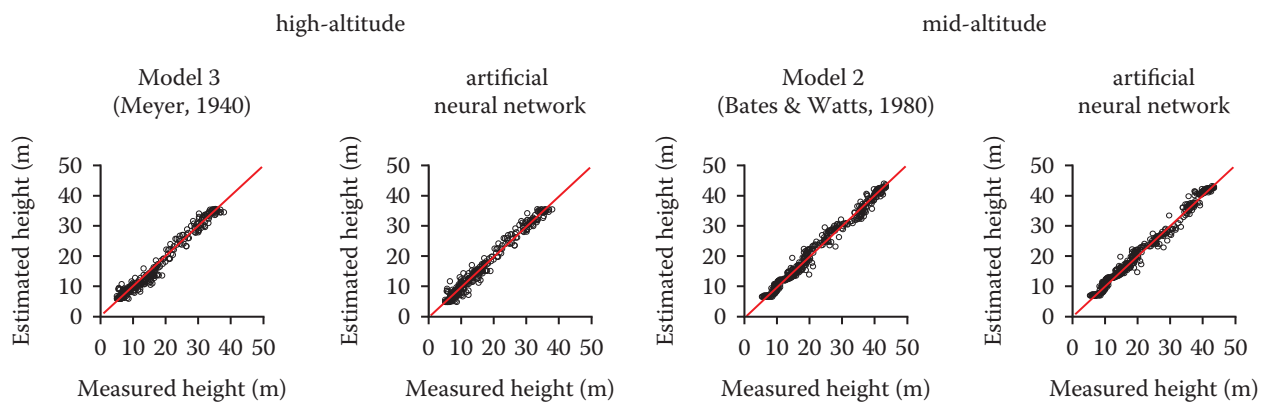 high-altitude
mid-altitude
Model 3
(Meyer, 1940)
artificial
neural network
Model 2
(Bates & Watts, 1980)
artificial
neural network
Estimated height (m)
50
40
30
20
10
0
0 10 20 30 40 50
Measured height (m)
Estimated height (m)
50
40
30
20
10
0
0 10 20 30 40 50
Measured height (m)
Estimated height (m)
50
40
30
20
10
0
0 10 20 30 40 50
Measured height (m)
Estimated height (m)
50
40
30
20
10
0
0 10 20 30 40 50
Measured height (m)